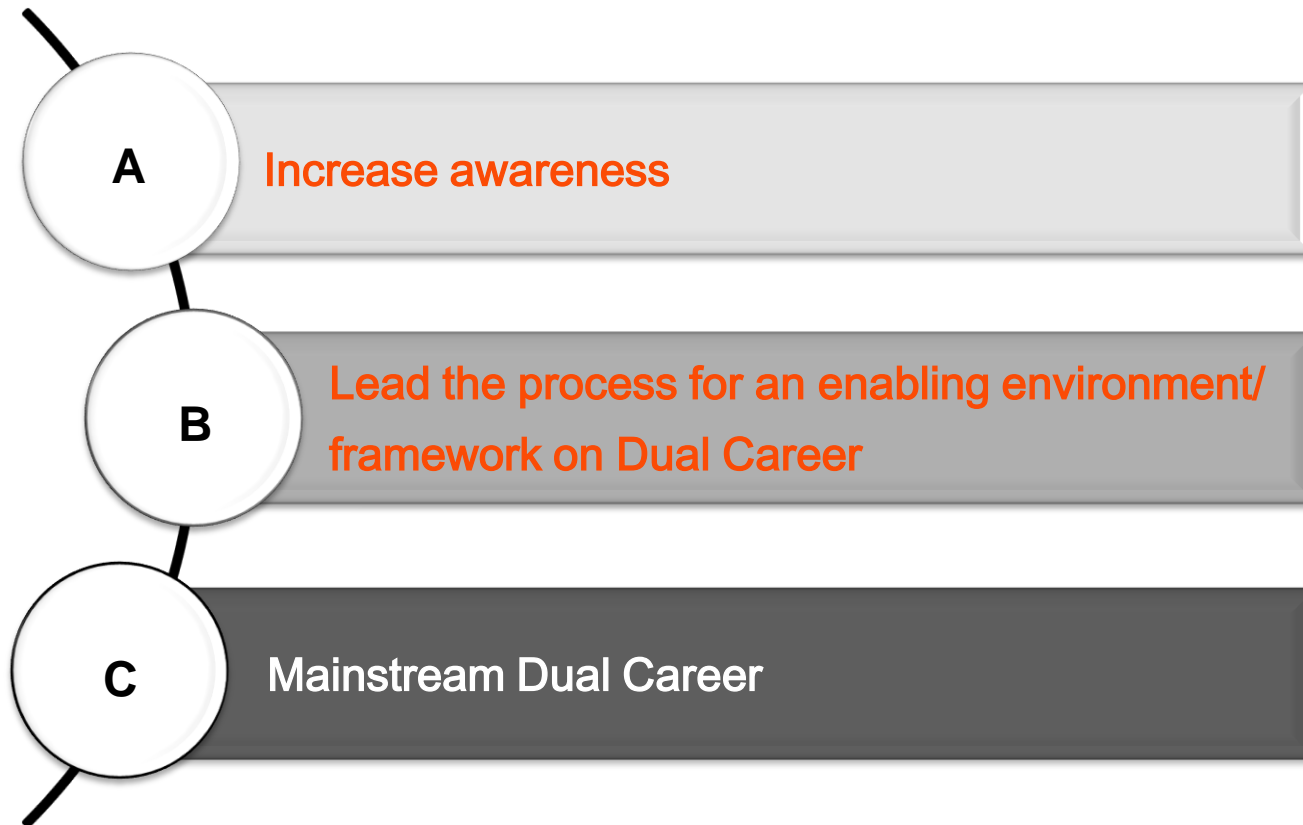 A
Increase awareness
B
Lead the process for an enabling environment/
framework on Dual Career
C
Mainstream Dual Career